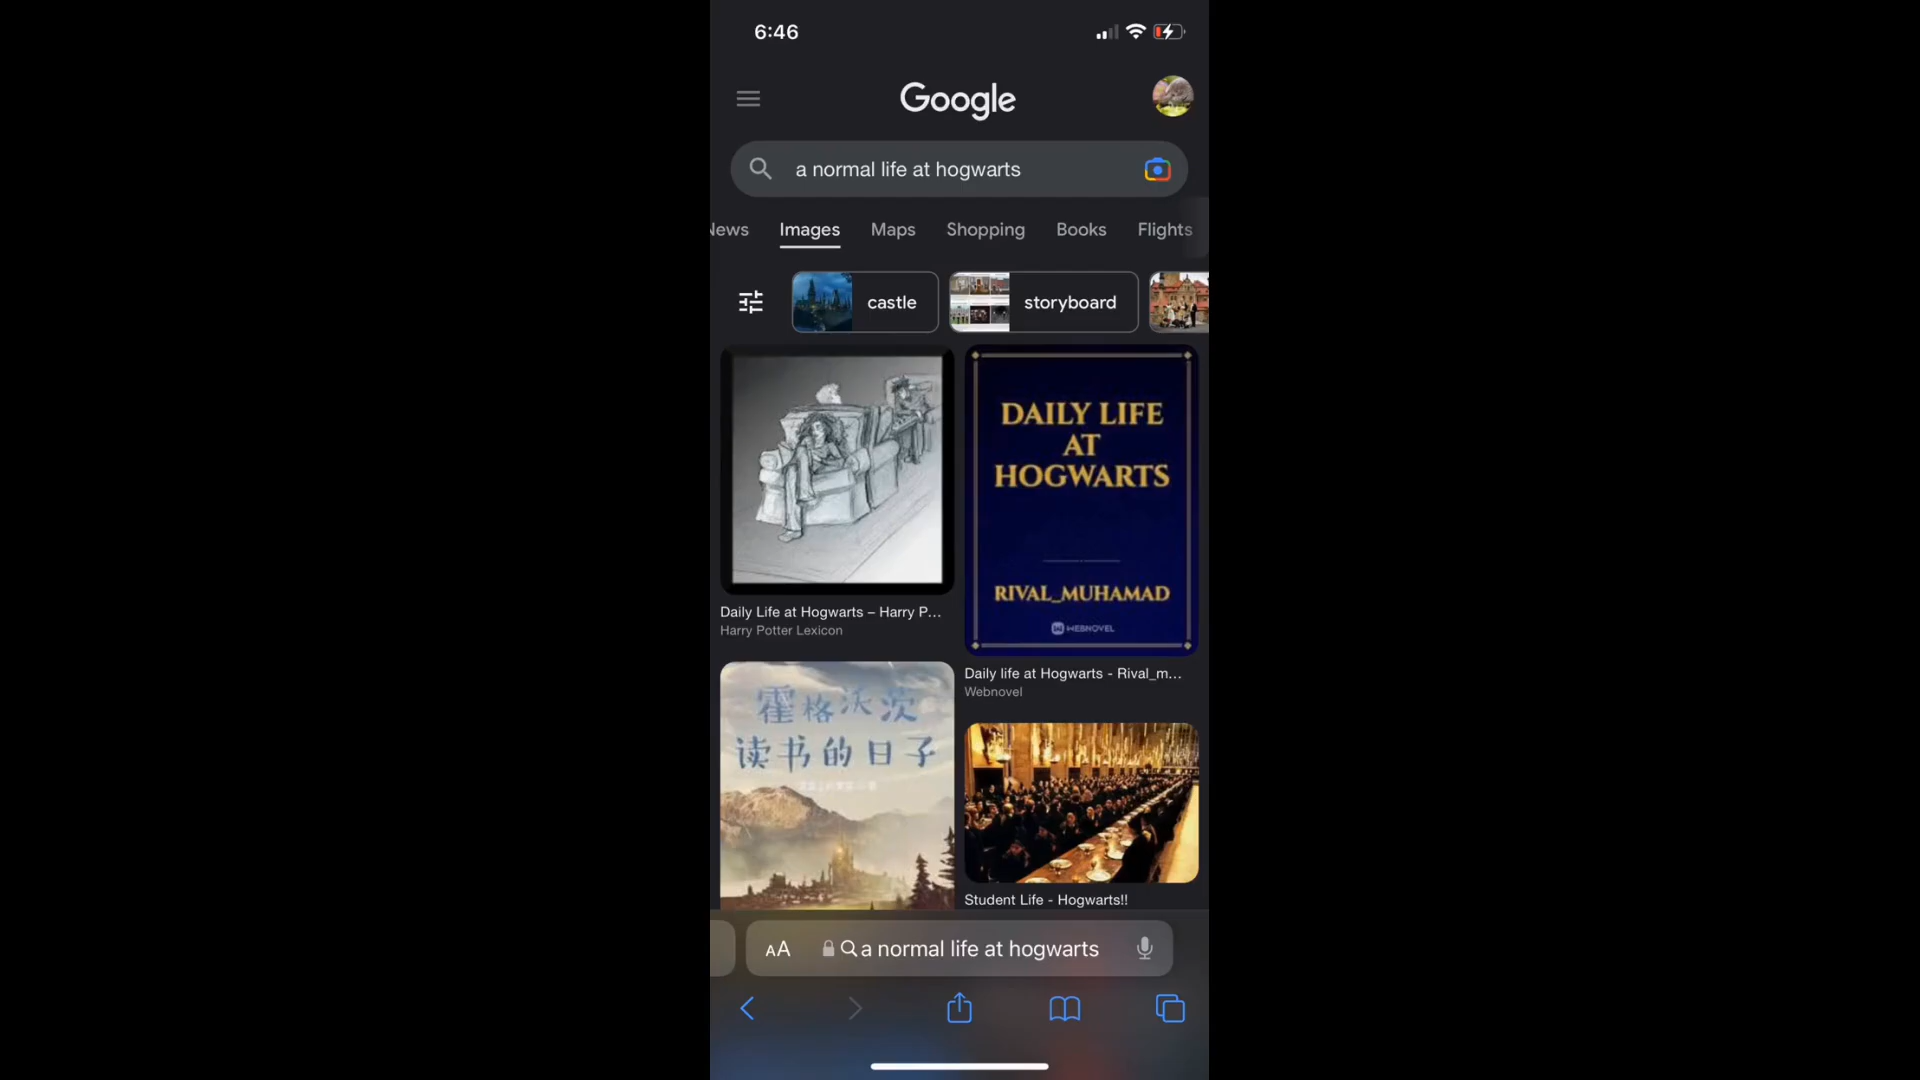 6:46
Google
a normal life at hogwarts
News
Images
Maps
Shopping
Books
Flights
castle
storyboard
DAILY LIFE
AT
HOGWARTS
RIVAL_MUHAMAD
WEBNOVEL
Daily Life at Hogwarts – Harry P...
Harry Potter Lexicon
Daily life at Hogwarts - Rival_m...
Webnovel
霍格沃茨
读书的日子
Student Life - Hogwarts!!
AA
a normal life at hogwarts